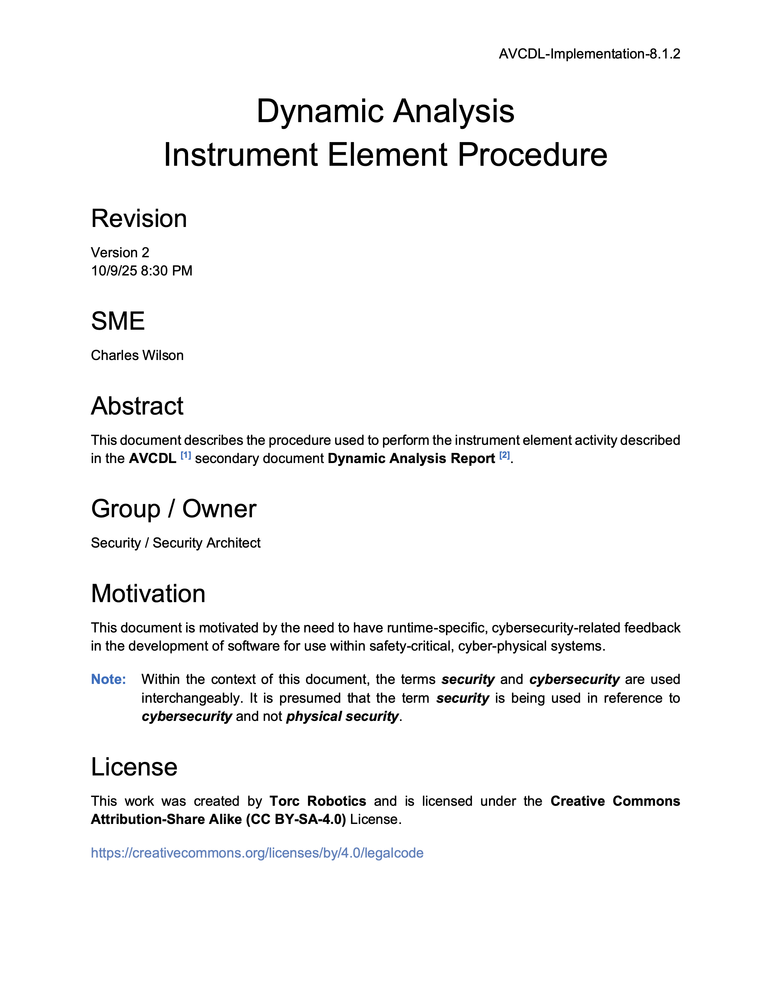 AVCDL-Implementation-8.1.2
Dynamic Analysis
Instrument Element Procedure
Revision
Version 2
10/9/25 8:30 PM
SME
Charles Wilson
Abstract
This document describes the procedure used to perform the instrument element activity described
in the AVCDL [1] secondary document Dynamic Analysis Report [2].
Group / Owner
Security / Security Architect
Motivation
This document is motivated by the need to have runtime-specific, cybersecurity-related feedback
in the development of software for use within safety-critical, cyber-physical systems.
Note: Within the context of this document, the terms security and cybersecurity are used
interchangeably. It is presumed that the term security is being used in reference to
cybersecurity and not physical security.
License
This work was created by Torc Robotics and is licensed under the Creative Commons
Attribution-Share Alike (CC BY-SA-4.0) License.
https://creativecommons.org/licenses/by/4.0/legalcode